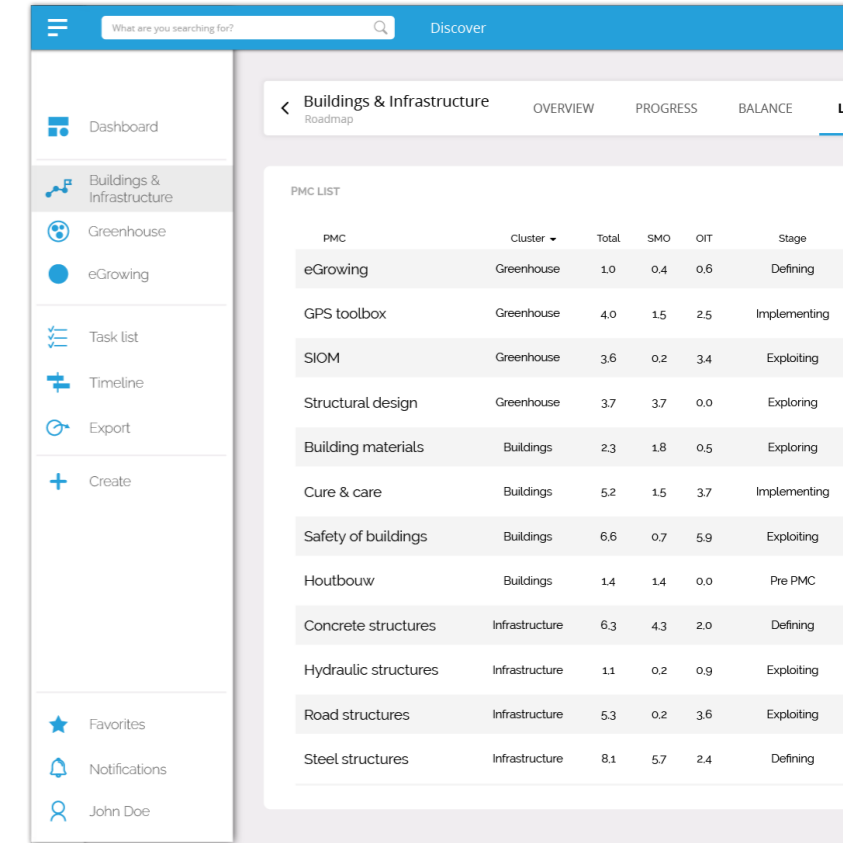 What are you searching for?
Discover
Dashboard
Buildings &
Infrastructure
Greenhouse
eGrowing
Task list
Timeline
Export
Create
Favorites
Notifications
John Doe
Buildings & Infrastructure
Roadmap
OVERVIEW PROGRESS BALANCE L
PMC LIST
PMC Cluster Total SMO OIT Stage
eGrowing Greenhouse 1,0 0,4 0,6 Defining
GPS toolbox Greenhouse 4,0 1,5 2,5 Implementing
SIOM Greenhouse 3,6 0,2 3,4 Exploiting
Structural design Greenhouse 3,7 3,7 0,0 Exploring
Building materials Buildings 2,3 1,8 0,5 Exploring
Cure & care Buildings 5,2 1,5 3,7 Implementing
Safety of buildings Buildings 6,6 0,7 5,9 Exploiting
Houtbouw Buildings 1,4 1,4 0,0 Pre PMC
Concrete structures Infrastructure 6,3 4,3 2,0 Defining
Hydraulic structures Infrastructure 1,1 0,2 0,9 Exploiting
Road structures Infrastructure 5,3 0,2 3,6 Exploiting
Steel structures Infrastructure 8,1 5,7 2,4 Defining